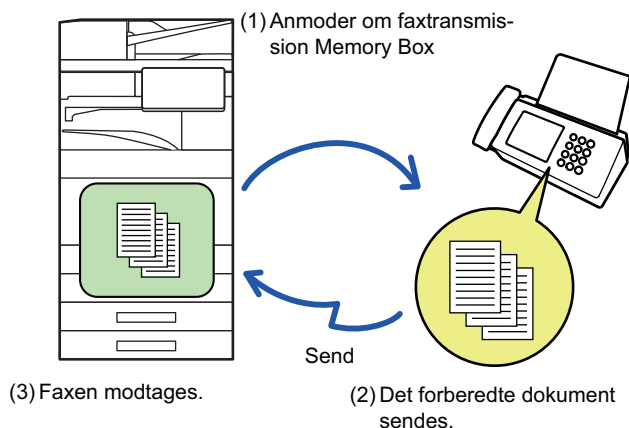 (1) Anmoder om faxtransmis-
sion Memory Box
Send
(3) Faxen modtages.
(2) Det forberedte dokument
sendes.